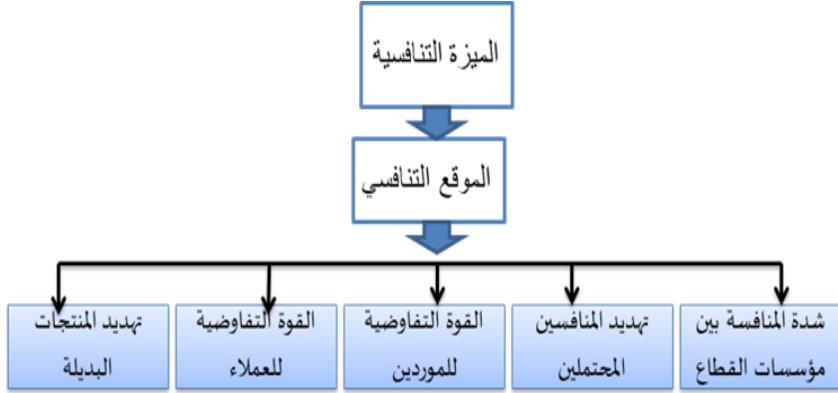 الميزة التنافسية
الموقع التنافسي
شدة المنافسة بين
مؤسسات القطاع
تهديد المنافسين
المحتملين
القوة التفاوضية
للموردين
القوة التفاوضية
للعملاء
تهديد المنتجات
البديلة